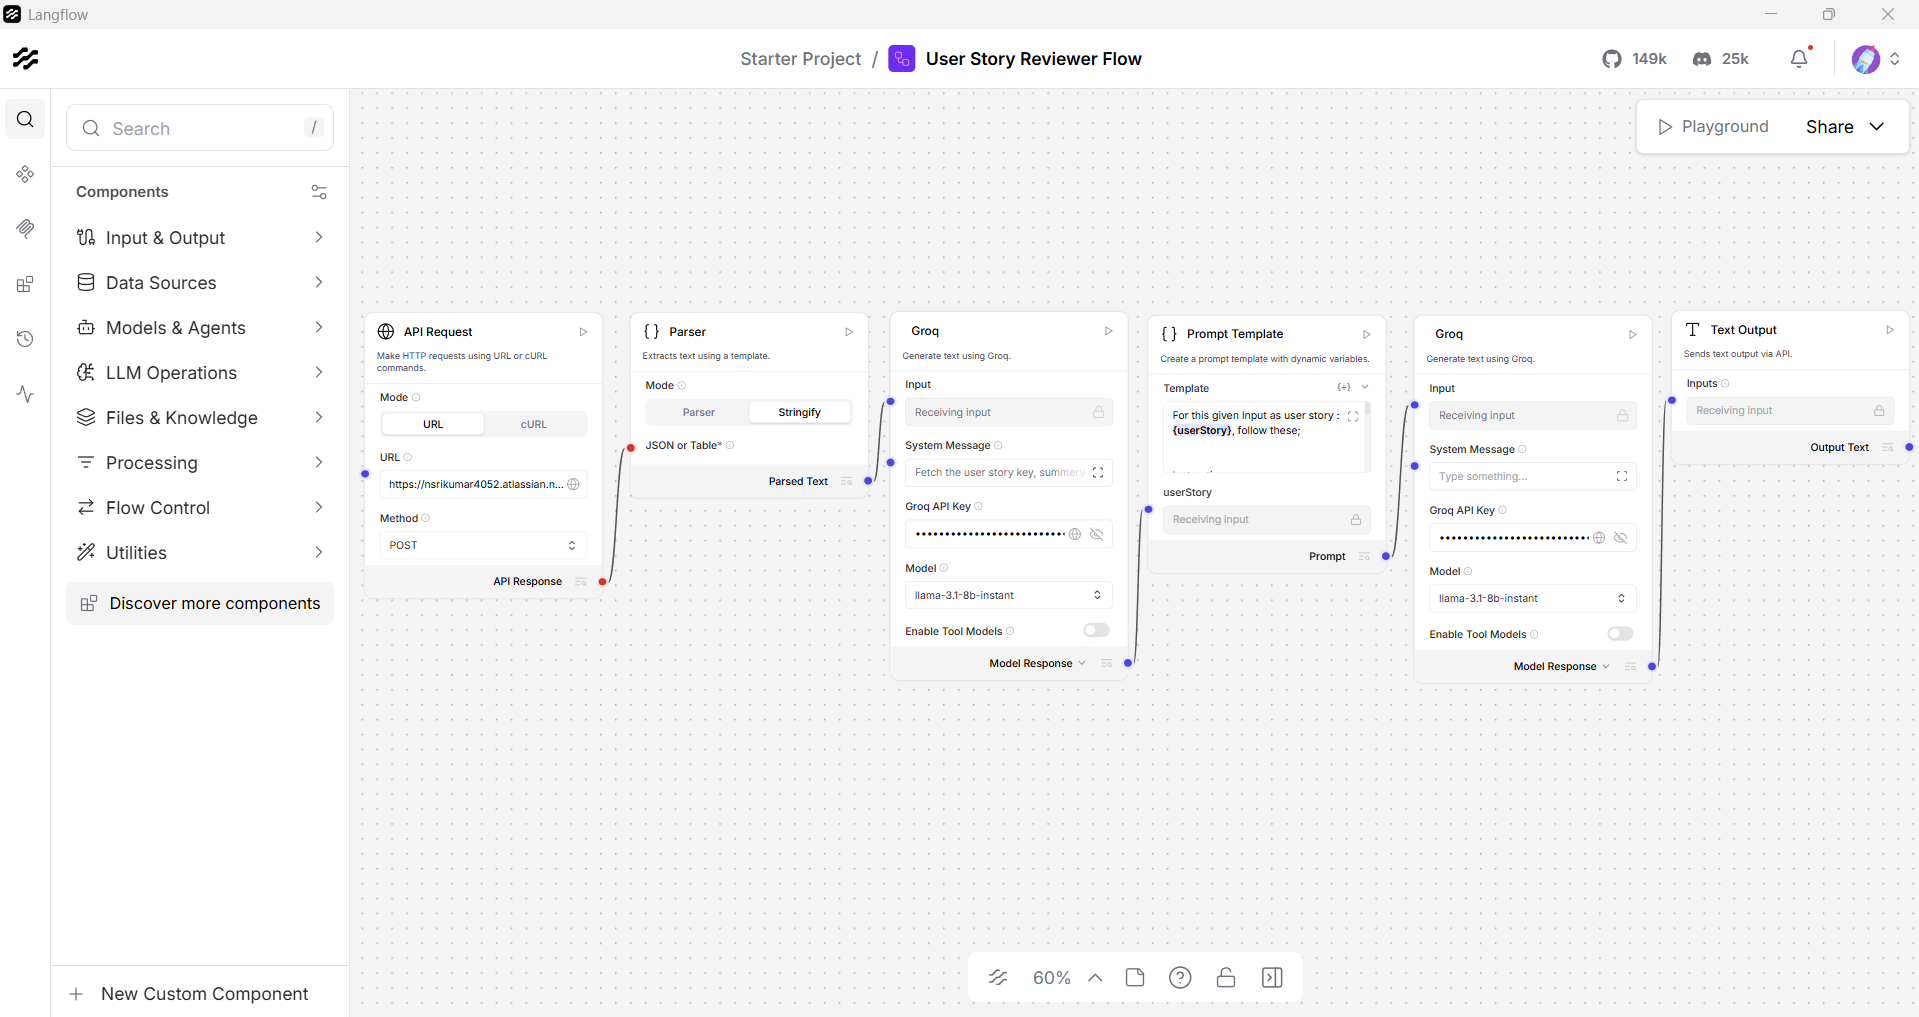 Langflow
Starter Project / User Story Reviewer Flow
149k
25k
Search
/
Playground
Share
Components
Input & Output
Data Sources
Models & Agents
LLM Operations
Files & Knowledge
Processing
Flow Control
Utilities
Discover more components
New Custom Component
API Request
Make HTTP requests using URL or cURL
commands.
Mode
URL
cURL
URL
https://nsrikumar4052.atlassian.n...
Method
POST
API Response
Parser
Extracts text using a template.
Mode
Parser
Stringify
JSON or Table*
Parsed Text
Groq
Generate text using Groq.
Input
Receiving input
System Message
Fetch the user story key, summery
Groq API Key
•••••••••••••••••••••••••
Model
llama-3.1-8b-instant
Enable Tool Models
Model Response
Prompt Template
Create a prompt template with dynamic variables.
Template
{+}
For this given Input as user story :
{userStory}, follow these;
userStory
Receiving input
Prompt
Groq
Generate text using Groq.
Input
Receiving input
System Message
Type something...
Groq API Key
•••••••••••••••••••••••••
Model
llama-3.1-8b-instant
Enable Tool Models
Model Response
Text Output
Sends text output via API.
Inputs
Receiving input
Output Text
60%